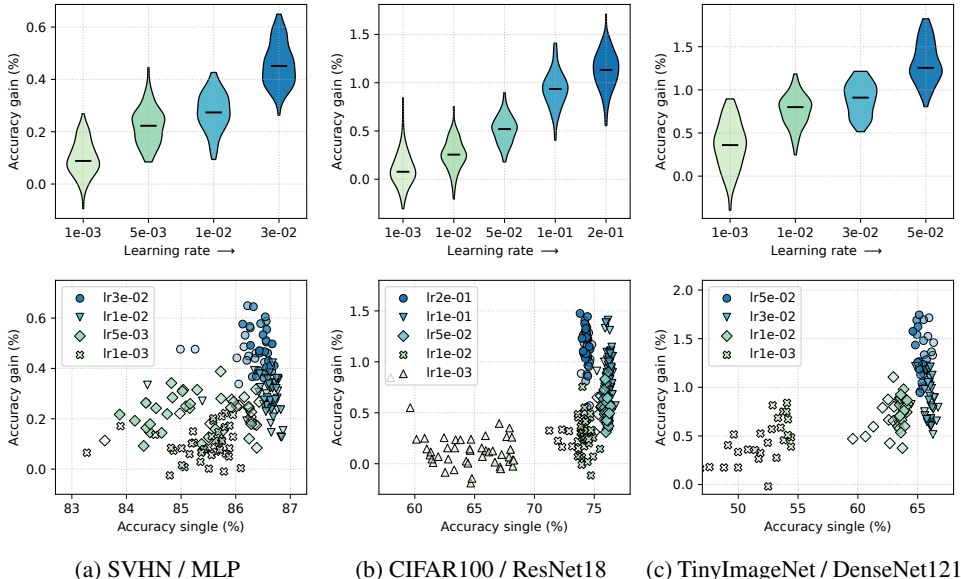 Accuracy gain (%)
0.6
0.4
0.2
0.0
1e-03 5e-03 1e-02 3e-02
Learning rate →
Accuracy gain (%)
1.5
1.0
0.5
0.0
1e-03 1e-02 5e-02 1e-01 2e-01
Learning rate →
Accuracy gain (%)
1.5
1.0
0.5
0.0
1e-03 1e-02 3e-02 5e-02
Learning rate →
Accuracy gain (%)
0.6
0.4
0.2
0.0
lr3e-02
lr1e-02
lr5e-03
lr1e-03
83 84 85 86 87
Accuracy single (%)
Accuracy gain (%)
1.5
1.0
0.5
0.0
lr2e-01
lr1e-01
lr5e-02
lr1e-02
lr1e-03
60 65 70 75
Accuracy single (%)
Accuracy gain (%)
2.0
1.5
1.0
0.5
0.0
lr5e-02
lr3e-02
lr1e-02
lr1e-03
50 55 60 65
Accuracy single (%)
(a) SVHN / MLP
(b) CIFAR100 / ResNet18
(c) TinyImageNet / DenseNet121